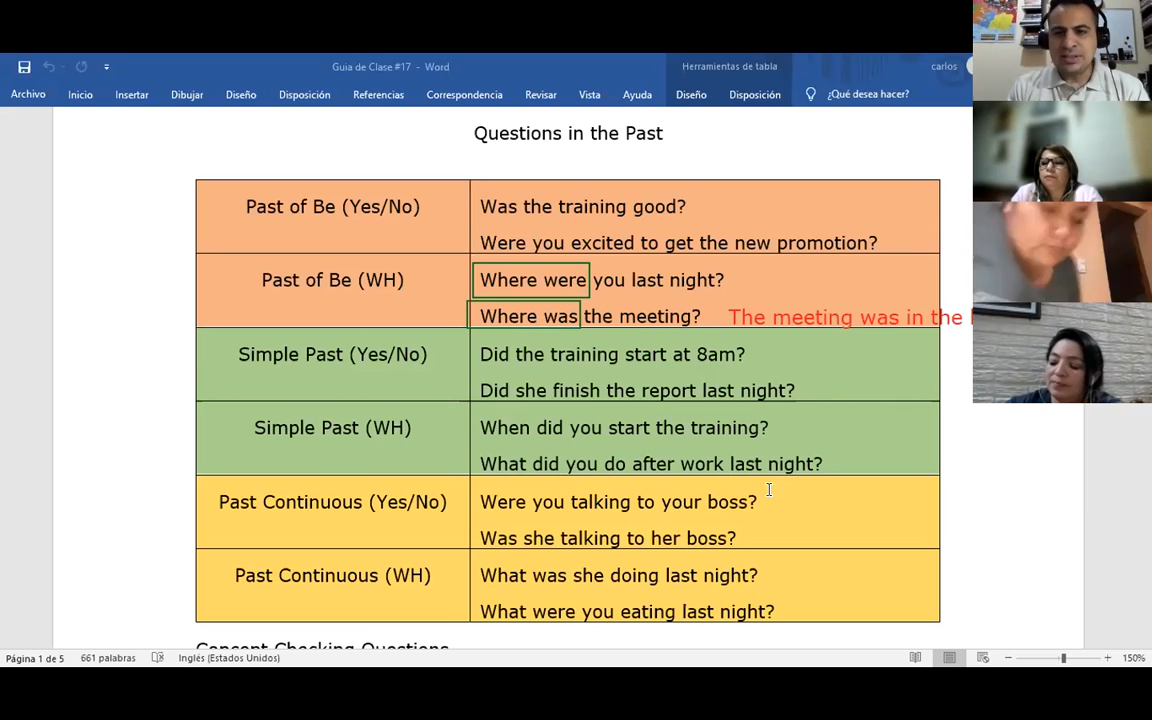 Guia de Clase #17 - Word
Herramientas de tabla
carlos
Archivo Inicio Insertar Dibujar Diseño Disposición Referencias Correspondencia Revisar Vista Ayuda Diseño Disposición ¿Qué desea hacer?
Questions in the Past
Past of Be (Yes/No)
Was the training good?
Were you excited to get the new promotion?
Past of Be (WH)
Where were you last night?
Where was the meeting? The meeting was in the
Simple Past (Yes/No)
Did the training start at 8am?
Did she finish the report last night?
Simple Past (WH)
When did you start the training?
What did you do after work last night?
Past Continuous (Yes/No)
Were you talking to your boss?
Was she talking to her boss?
Past Continuous (WH)
What was she doing last night?
What were you eating last night?
Concept Checking Questions
Página 1 de 5 661 palabras Inglés (Estados Unidos) 150%